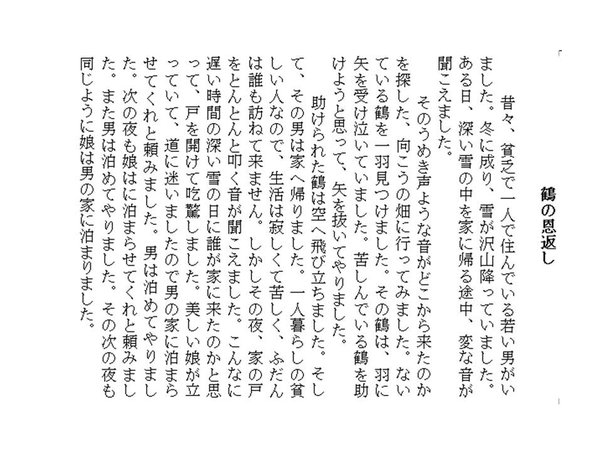 鶴の恩返し
昔々、貧乏で一人で住んでいる若い男がい
ました。冬に成り、雪が沢山降っていました。
ある日、深い雪の中を家に帰る途中、変な音が
聞こえました。
そのうめき声ような音がどこから来たのか
を探した、向こうの畑に行ってみました。ない
ている鶴を一羽見つけました。その鶴は、羽に
矢を受け泣いていました。苦しんでいる鶴を助
けようと思って、矢を抜いてやりました。
助けられた鶴は空へ飛び立ちました。そし
て、その男は家へ帰りました。一人暮らしの貧
しい人なので、生活は寂しくて苦しく、ふだん
は誰も訪ねて来ません。しかしその夜、家の戸
をとんとんと叩く音が聞こえました。こんなに
遅い時間の深い雪の日に誰が家に来たのかと思
って、戸を開けて吃驚しました。美しい娘が立
っていて、道に迷いましたので男の家に泊まら
せてくれと頼みました。男は泊めてやりまし
た。次の夜も娘はに泊まらせてくれと頼みまし
た。また男は泊めてやりました。その次の夜も
同じように娘は男の家に泊まりました。